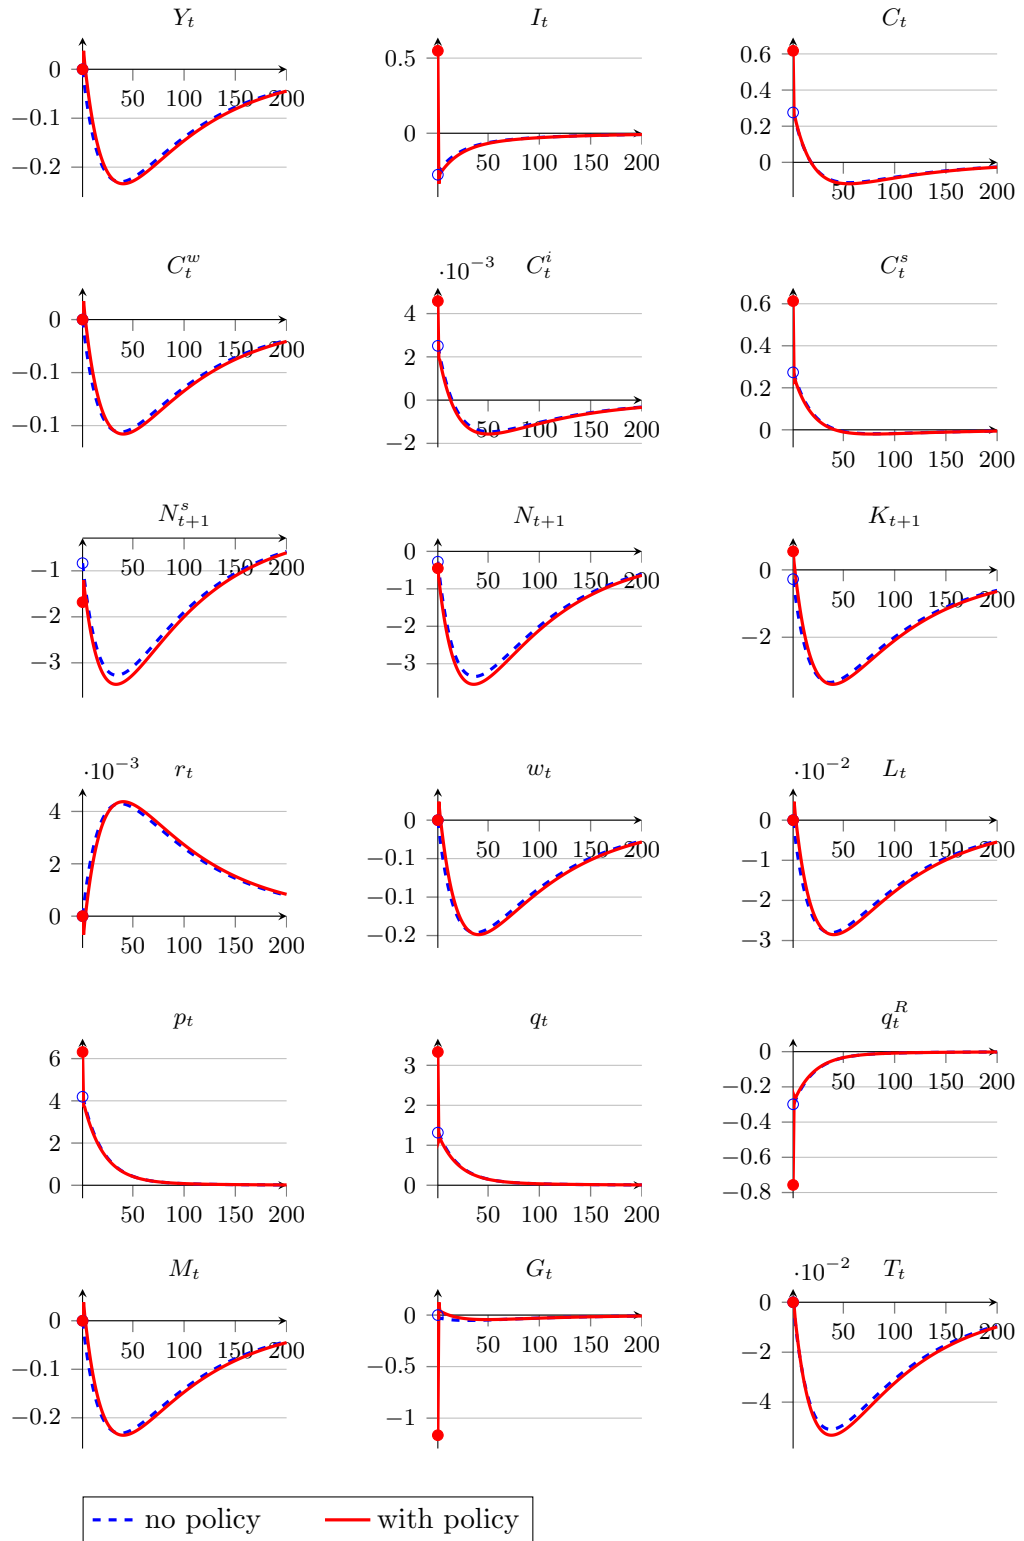 Y_t I_t C_t
0 −0.1 −0.2 50 100 150 200
0.5 0 50 100 150 200
0.6 0.4 0.2 0 50 100 150 200
C_t^w ·10^−3 C_t^i C_t^s
0 −0.1 −0.1 50 100 150 200
4 2 0 −2 50 100 150 200
0.6 0.4 0.2 0 50 100 150 200
N_{t+1}^s N_{t+1} K_{t+1}
−1 −2 −3 50 100 150 200
0 −1 −2 −3 50 100 150 200
0 −2 50 100 150 200
·10^−3 r_t w_t ·10^−2 L_t
4 2 0 50 100 150 200
0 −0.1 −0.1 −0.2 50 100 150 200
0 −1 −2 −3 50 100 150 200
p_t q_t q_t^R
6 4 2 0 50 100 150 200
3 2 1 0 50 100 150 200
0 −0.2 −0.4 −0.6 −0.8 50 100 150 200
M_t G_t ·10^−2 T_t
0 −0.1 −0.2 50 100 150 200
0 −0.5 −1 50 100 150 200
0 −2 −4 50 100 150 200
no policy with policy